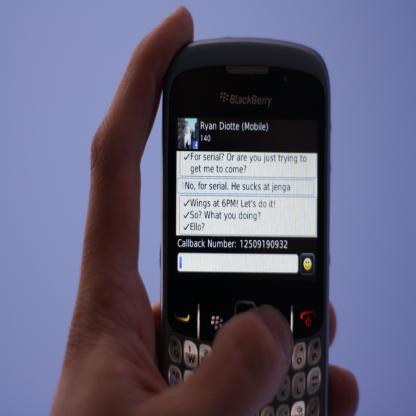 BlackBerry
Ryan Diotte (Mobile)
140
✓For serial? Or are you just trying to
get me to come?
No, for serial. He sucks at jenga
✓Wings at 6PM! Let's do it!
✓So? What you doing?
✓Ello?
Callback Number: 12509190932